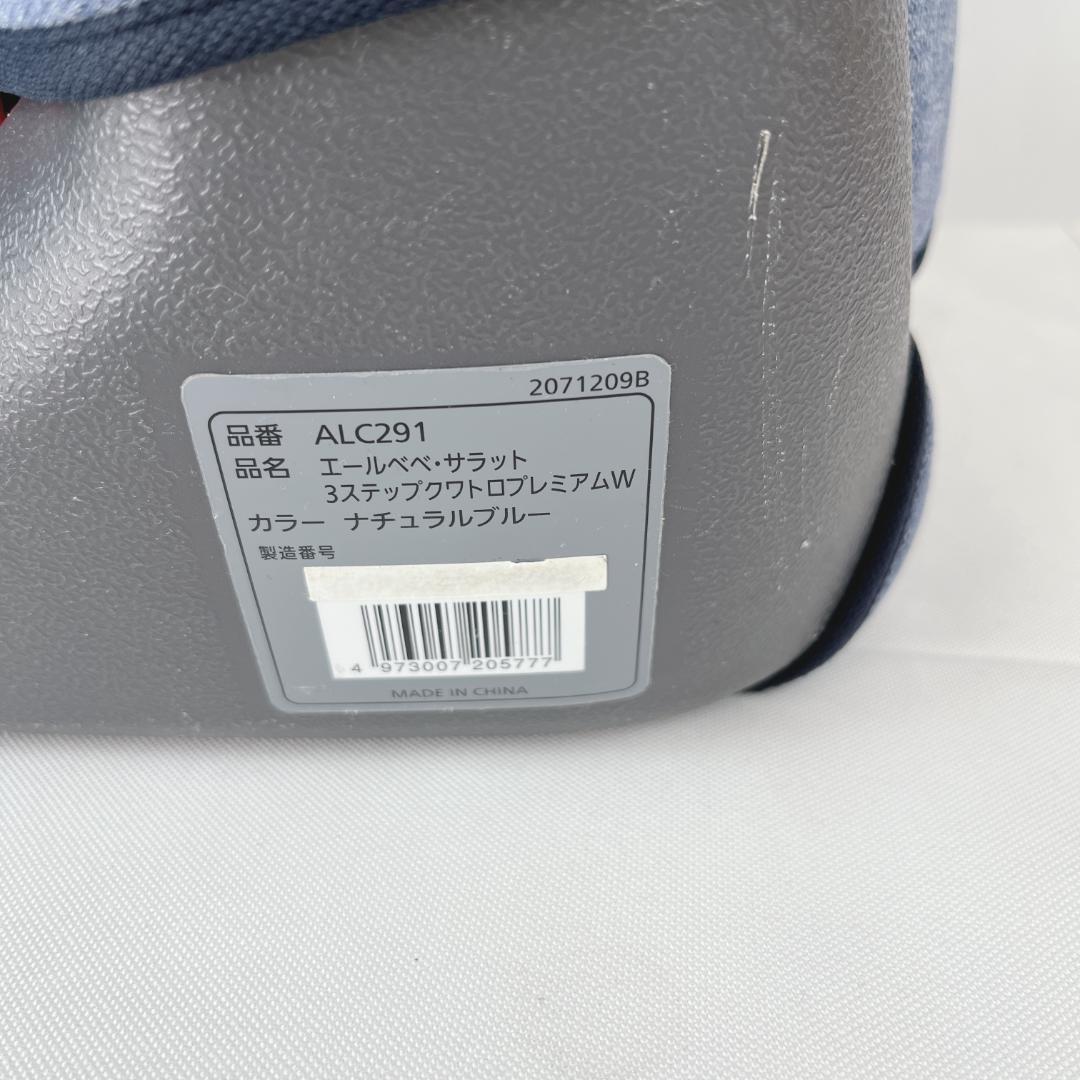 2071209B
品番 ALC291
品名 エールベベ・サラット
3ステップクワトロプレミアムW
カラー ナチュラルブルー
製造番号
4 973007 205777
MADE IN CHINA